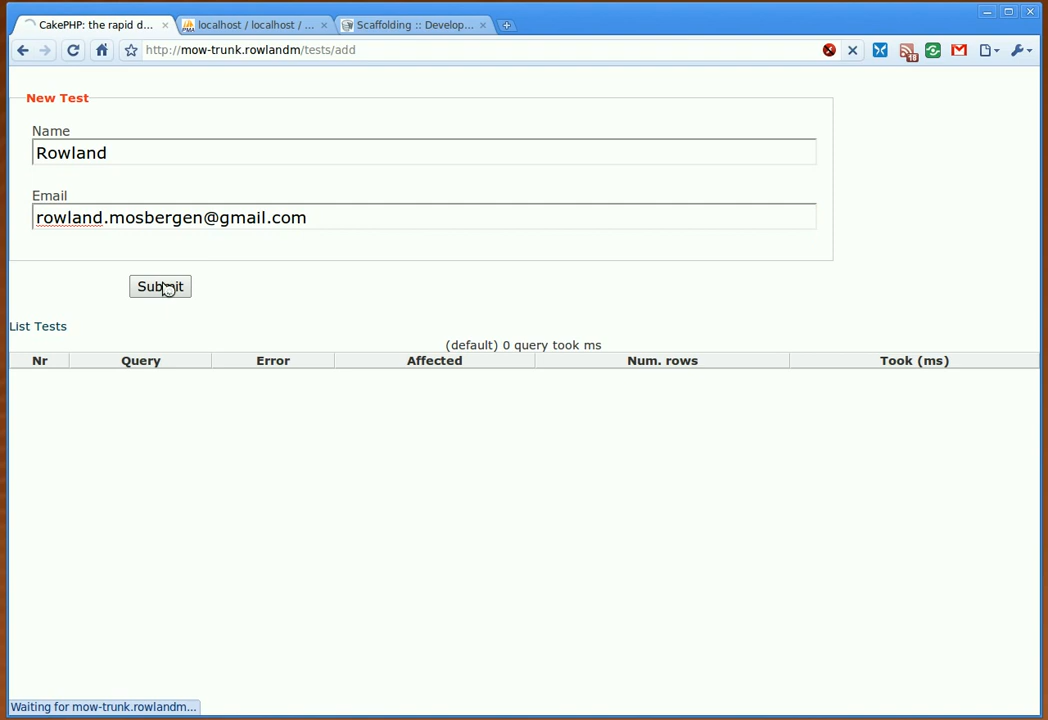 CakePHP: the rapid d...
localhost / localhost / ...
Scaffolding :: Develop...
http://mow-trunk.rowlandm/tests/add
18
New Test
Name
Rowland
Email
rowland.mosbergen@gmail.com
Submit
List Tests
(default) 0 query took ms
Nr Query Error Affected Num. rows Took (ms)
Waiting for mow-trunk.rowlandm...